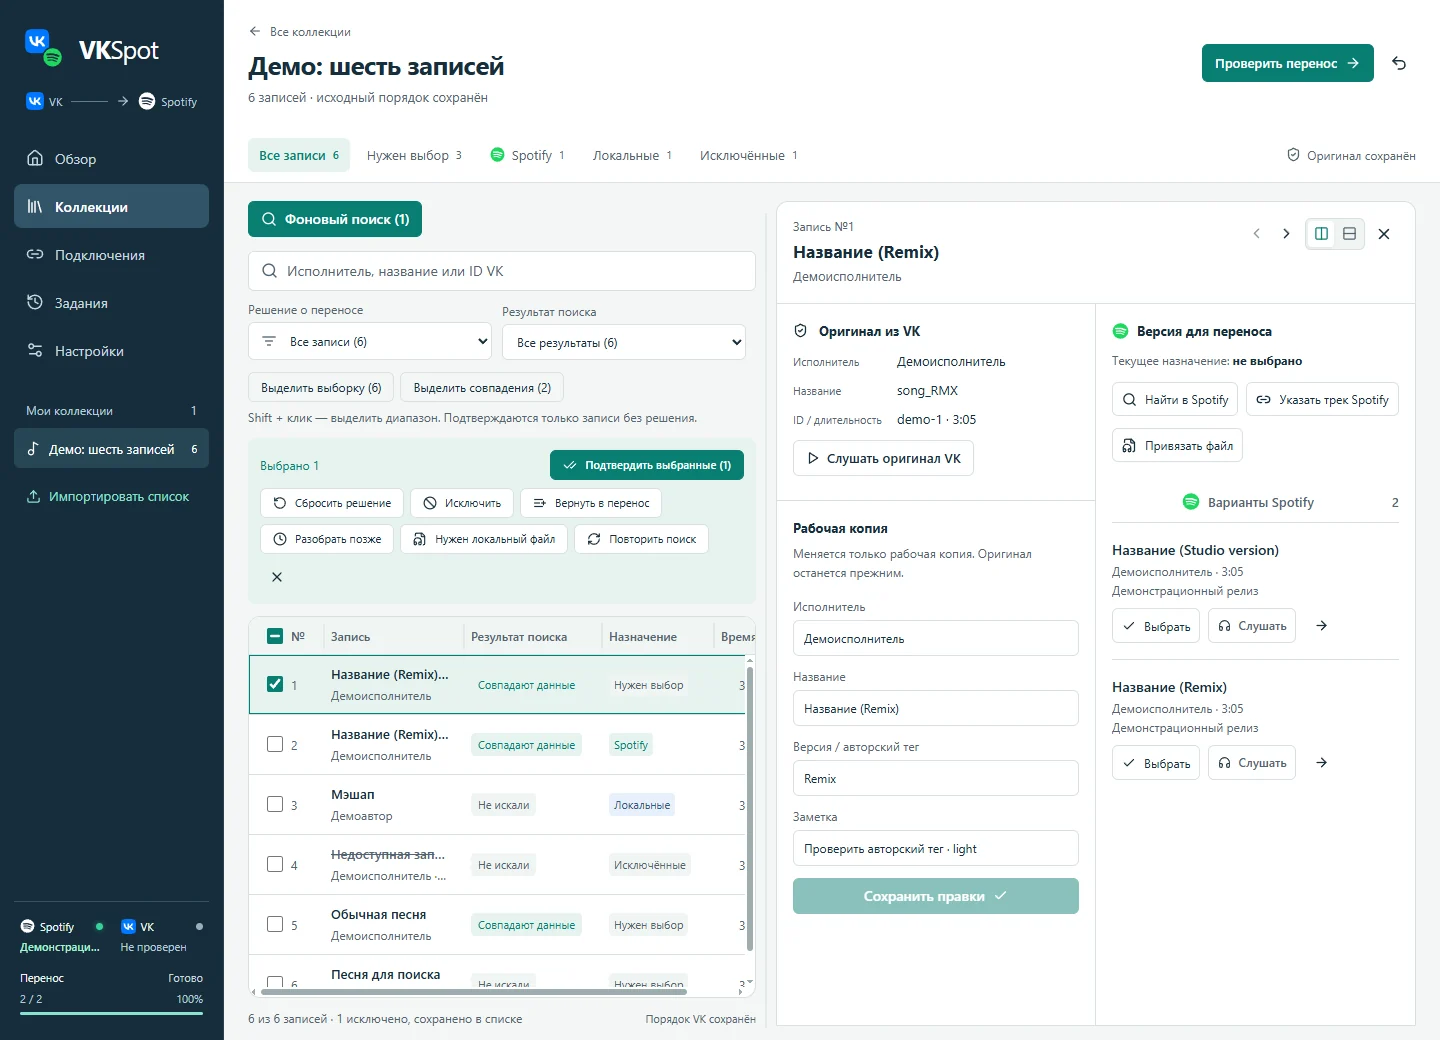 VKSpot
VK
Spotify
Обзор
Коллекции
Подключения
Задания
Настройки
Мои коллекции 1
Демо: шесть записей 6
Импортировать список
Spotify
Демонстраци...
VK
Не проверен
Перенос Готово
2 / 2 100%
Все коллекции
Демо: шесть записей
6 записей · исходный порядок сохранён
Проверить перенос
Все записи 6
Нужен выбор 3
Spotify 1
Локальные 1
Исключённые 1
Оригинал сохранён
Фоновый поиск (1)
Исполнитель, название или ID VK
Решение о переносе
Все записи (6)
Результат поиска
Все результаты (6)
Выделить выборку (6)
Выделить совпадения (2)
Shift + клик — выделить диапазон. Подтверждаются только записи без решения.
Выбрано 1
Подтвердить выбранные (1)
Сбросить решение
Исключить
Вернуть в перенос
Разобрать позже
Нужен локальный файл
Повторить поиск
№ Запись Результат поиска Назначение Время
1 Название (Remix)... Совпадают данные Нужен выбор 3
Демоисполнитель
2 Название (Remix)... Совпадают данные Spotify 3
Демоисполнитель
3 Мэшап Не искали Локальные 3
Демоавтор
4 Недоступная зап... Не искали Исключённые 3
Демоисполнитель ·...
5 Обычная песня Совпадают данные Нужен выбор 3
Демоисполнитель
6 Песня для поиска Не искали Нужен выбор 3
6 из 6 записей · 1 исключено, сохранено в списке
Порядок VK сохранён
Запись №1
Название (Remix)
Демоисполнитель
Оригинал из VK
Исполнитель Демоисполнитель
Название song_RMX
ID / длительность demo-1 · 3:05
Слушать оригинал VK
Рабочая копия
Меняется только рабочая копия. Оригинал
останется прежним.
Исполнитель
Демоисполнитель
Название
Название (Remix)
Версия / авторский тег
Remix
Заметка
Проверить авторский тег · light
Сохранить правки
Версия для переноса
Текущее назначение: не выбрано
Найти в Spotify
Указать трек Spotify
Привязать файл
Варианты Spotify 2
Название (Studio version)
Демоисполнитель · 3:05
Демонстрационный релиз
Выбрать
Слушать
Название (Remix)
Демоисполнитель · 3:05
Демонстрационный релиз
Выбрать
Слушать